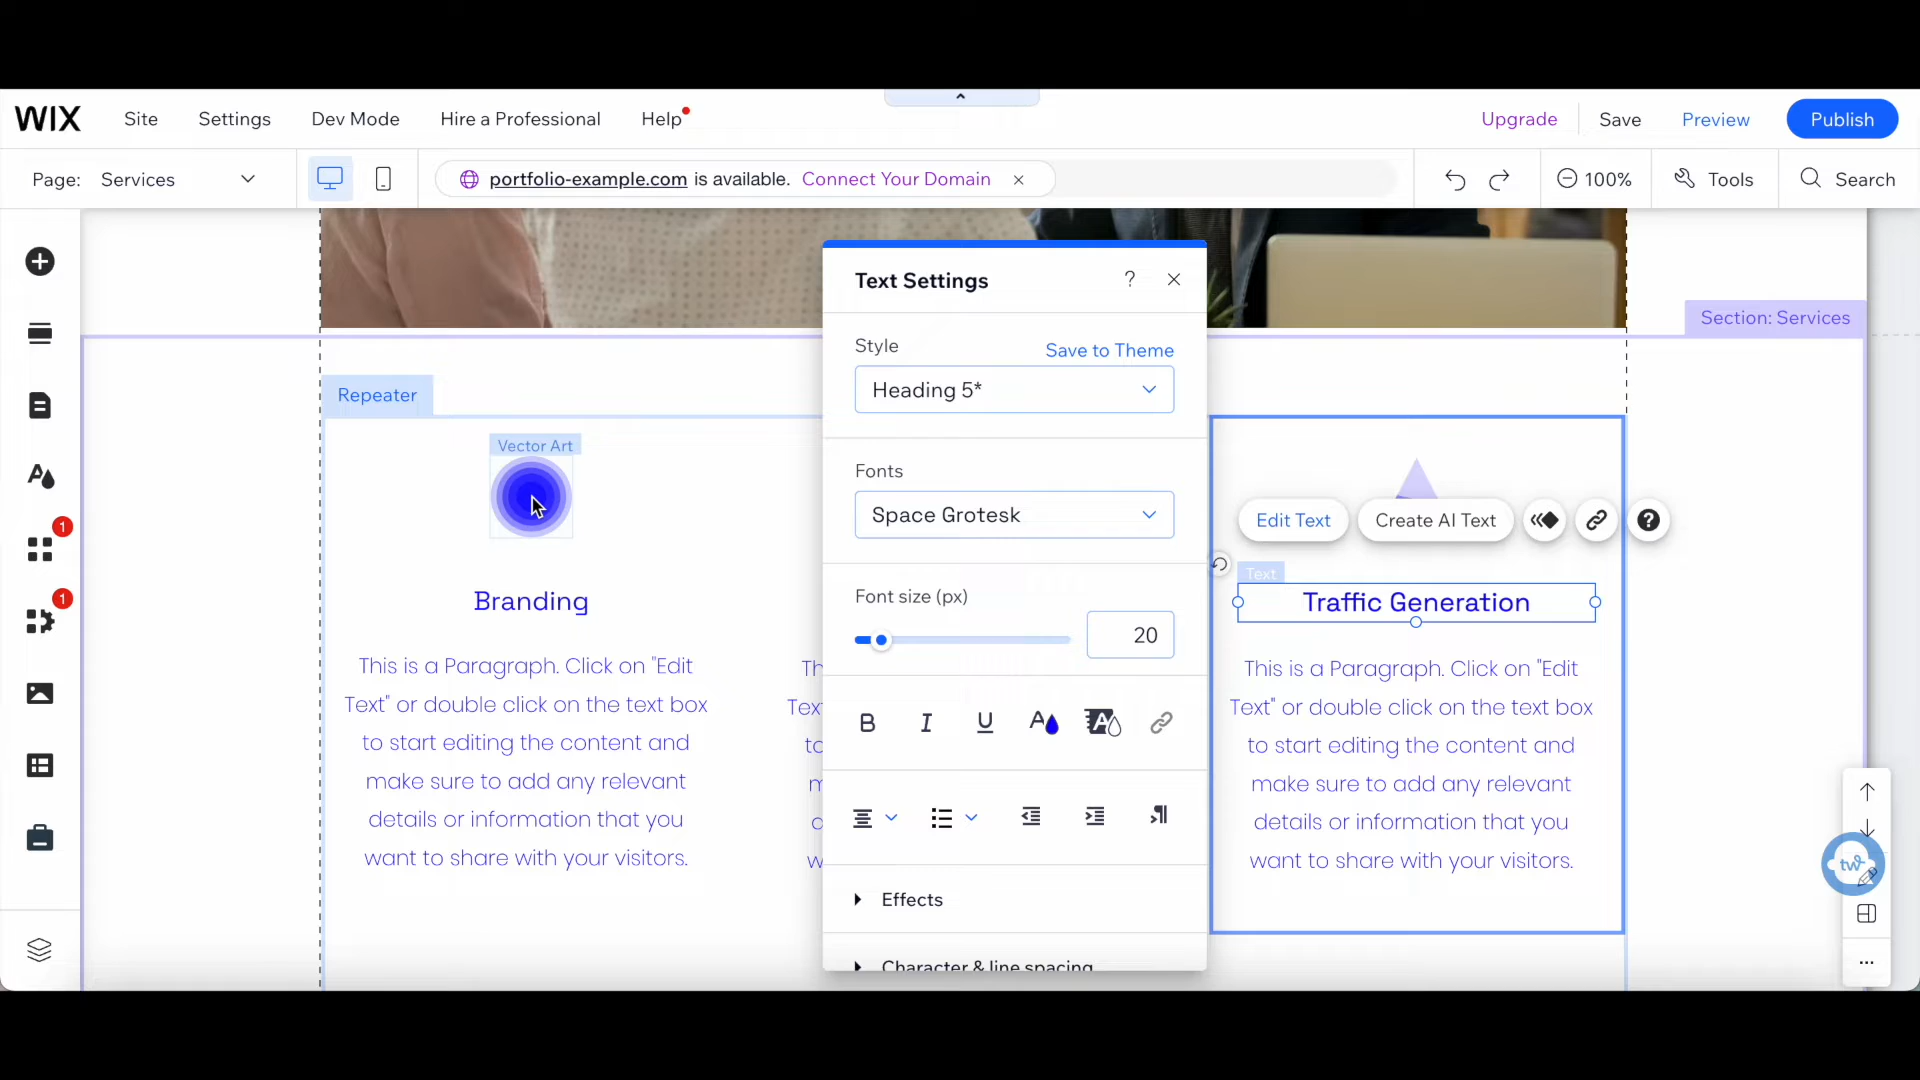 WIX Site Settings Dev Mode Hire a Professional Help Upgrade Save Preview Publish
Page: Services portfolio-example.com is available. Connect Your Domain 100% Tools Search
Section: Services
Repeater
Vector Art
Branding
This is a Paragraph. Click on "Edit
Text" or double click on the text box
to start editing the content and
make sure to add any relevant
details or information that you
want to share with your visitors.
Text Settings ?
Style Save to Theme
Heading 5*
Fonts
Space Grotesk
Font size (px)
20
B I U A A
Effects
Character & line spacing
Edit Text Create AI Text ?
Text
Traffic Generation
This is a Paragraph. Click on "Edit
Text" or double click on the text box
to start editing the content and
make sure to add any relevant
details or information that you
want to share with your visitors.
1
1
tw